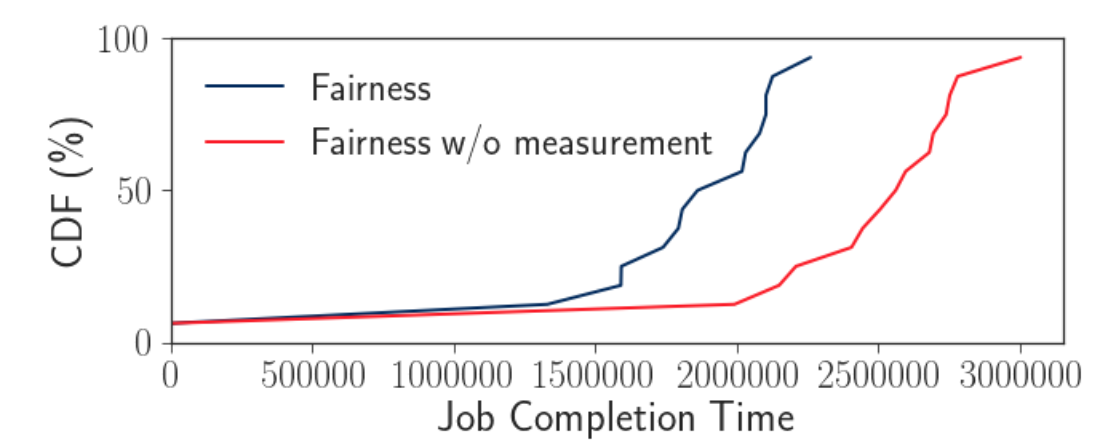 100
50
0
CDF (%)
Fairness
Fairness w/o measurement
0 500000 1000000 1500000 2000000 2500000 3000000
Job Completion Time